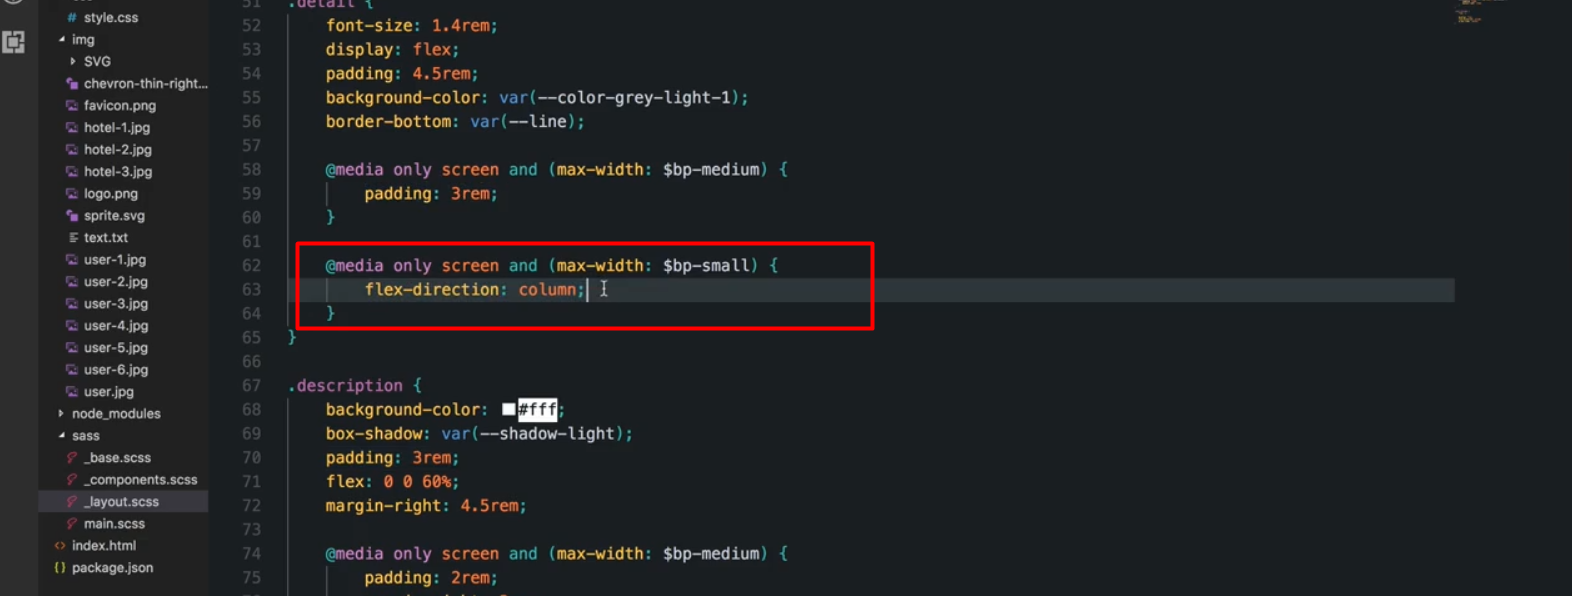 # style.css
img
SVG
chevron-thin-right...
favicon.png
hotel-1.jpg
hotel-2.jpg
hotel-3.jpg
logo.png
sprite.svg
text.txt
user-1.jpg
user-2.jpg
user-3.jpg
user-4.jpg
user-5.jpg
user-6.jpg
user.jpg
node_modules
sass
_base.scss
_components.scss
_layout.scss
main.scss
<> index.html
{} package.json
51 .detail {
52 font-size: 1.4rem;
53 display: flex;
54 padding: 4.5rem;
55 background-color: var(--color-grey-light-1);
56 border-bottom: var(--line);
57
58 @media only screen and (max-width: $bp-medium) {
59 padding: 3rem;
60 }
61
62 @media only screen and (max-width: $bp-small) {
63 flex-direction: column;
64 }
65 }
66
67 .description {
68 background-color: #fff;
69 box-shadow: var(--shadow-light);
70 padding: 3rem;
71 flex: 0 0 60%;
72 margin-right: 4.5rem;
73
74 @media only screen and (max-width: $bp-medium) {
75 padding: 2rem;